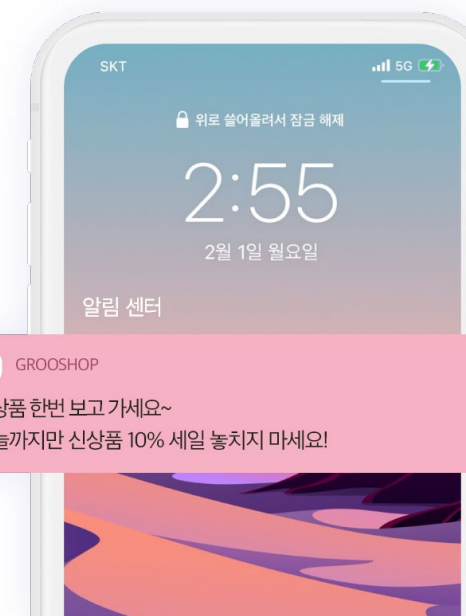 SKT
5G
위로 쓸어올려서 잠금 해제
2:55
2월 1일 월요일
알림 센터
GROOSHOP
상품 한번 보고 가세요~
늘까지만 신상품 10% 세일 놓치지 마세요!